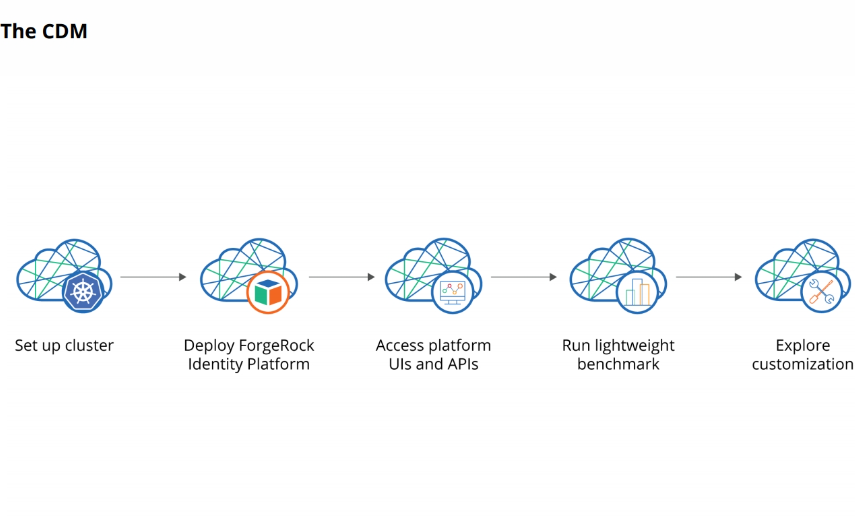 The CDM
Set up cluster
Deploy ForgeRock
Identity Platform
Access platform
UIs and APIs
Run lightweight
benchmark
Explore
customization